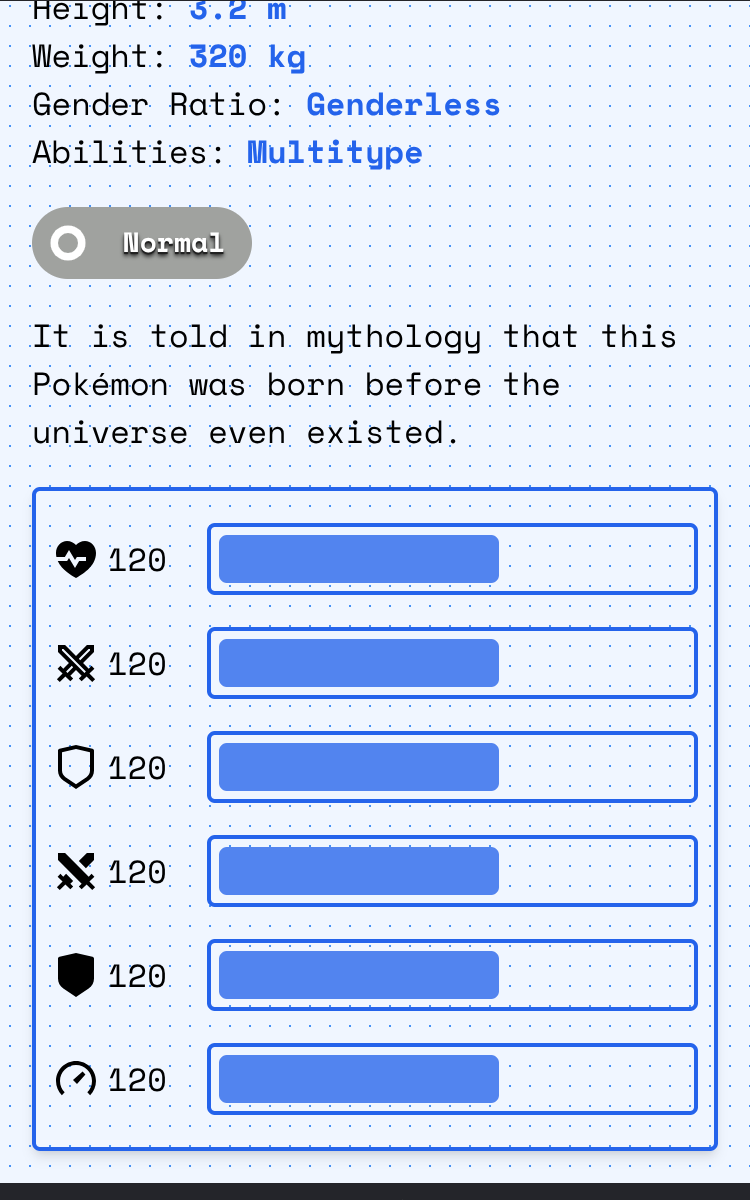 Height: 3.2 m
Weight: 320 kg
Gender Ratio: Genderless
Abilities: Multitype
Normal
It is told in mythology that this
Pokémon was born before the
universe even existed.
120
120
120
120
120
120